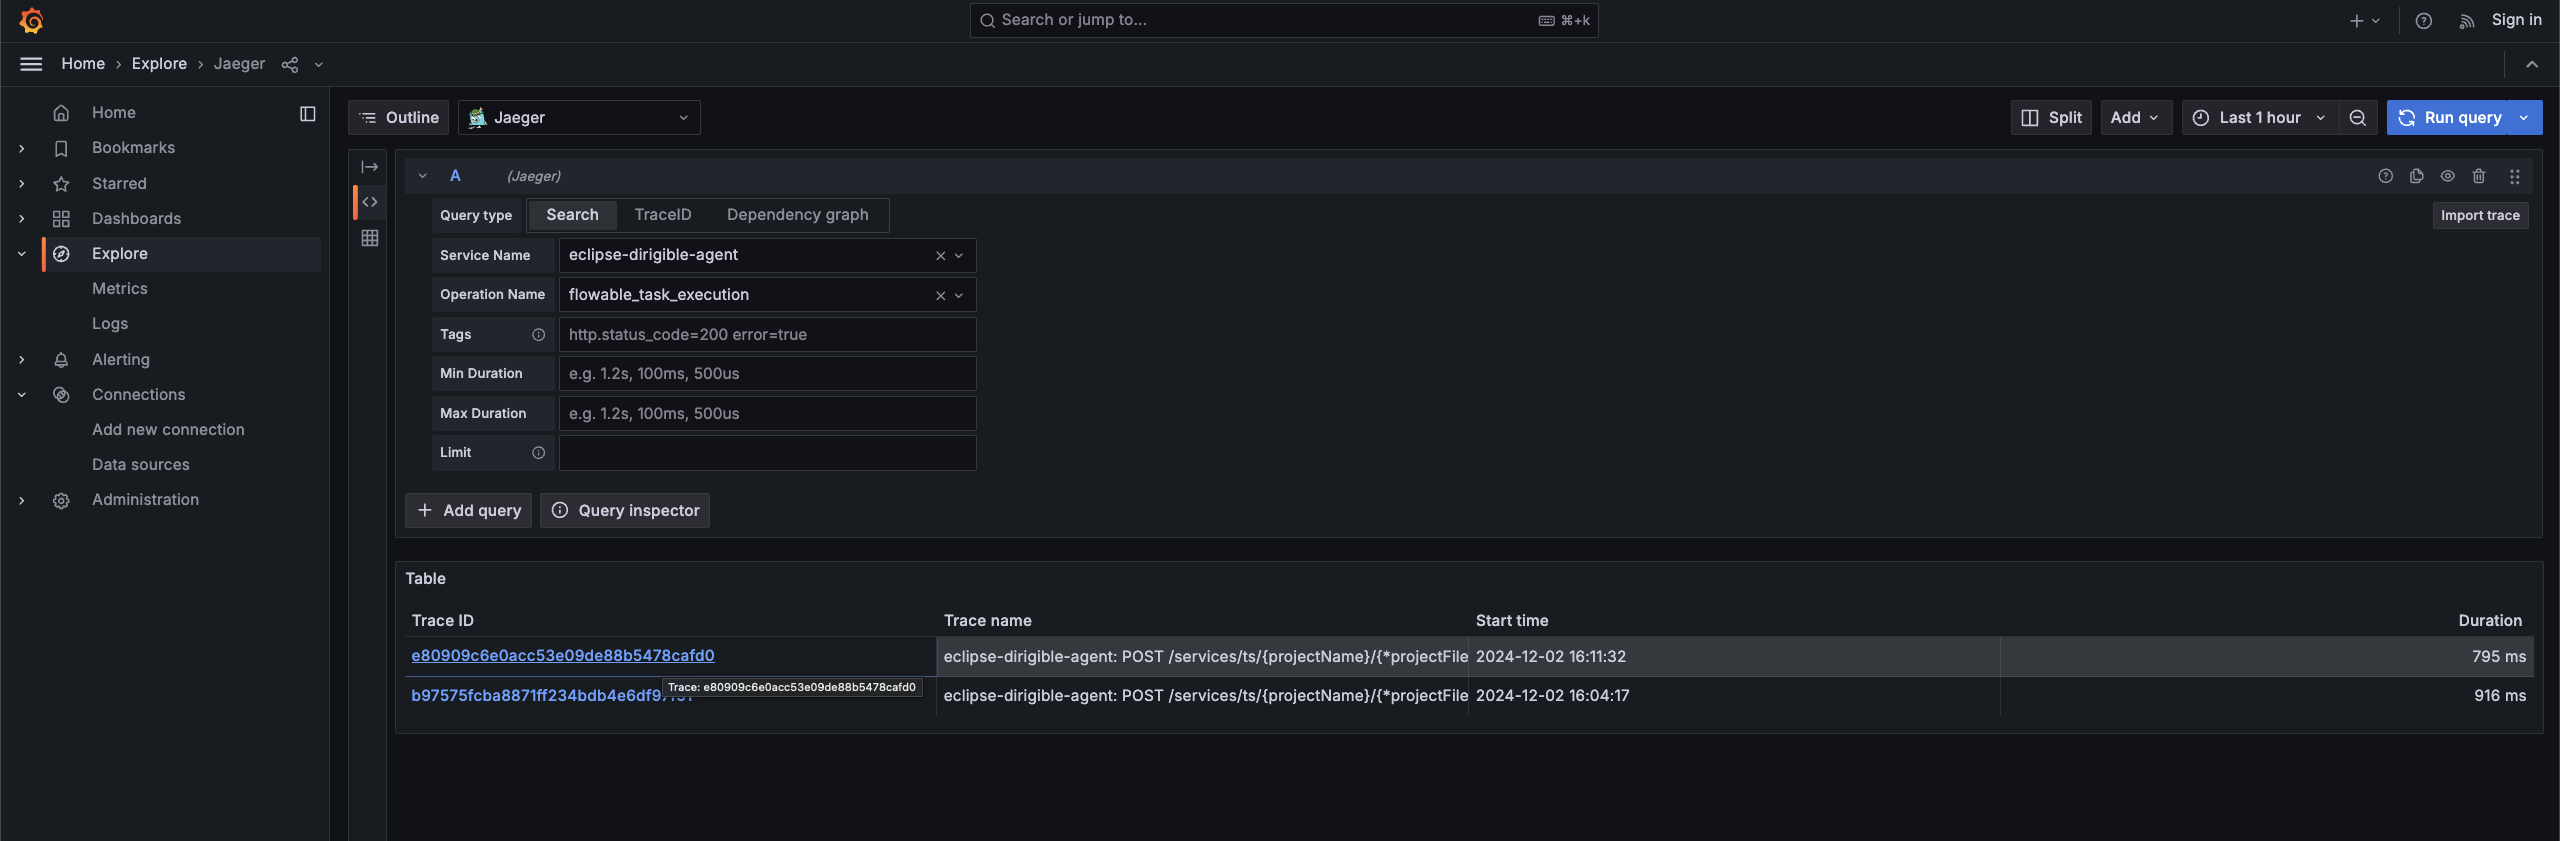 Search or jump to...
⌘+k
Sign in
Home › Explore › Jaeger
Home
Bookmarks
Starred
Dashboards
Explore
Metrics
Logs
Alerting
Connections
Add new connection
Data sources
Administration
Outline
Jaeger
Split
Add
Last 1 hour
Run query
A
(Jaeger)
Query type
Search
TraceID
Dependency graph
Import trace
Service Name
eclipse-dirigible-agent
Operation Name
flowable_task_execution
Tags
http.status_code=200 error=true
Min Duration
e.g. 1.2s, 100ms, 500us
Max Duration
e.g. 1.2s, 100ms, 500us
Limit
Add query
Query inspector
Table
Trace ID
Trace name
Start time
Duration
e80909c6e0acc53e09de88b5478cafd0
eclipse-dirigible-agent: POST /services/ts/{projectName}/{*projectFile
2024-12-02 16:11:32
795 ms
Trace: e80909c6e0acc53e09de88b5478cafd0
eclipse-dirigible-agent: POST /services/ts/{projectName}/{*projectFile
2024-12-02 16:04:17
916 ms